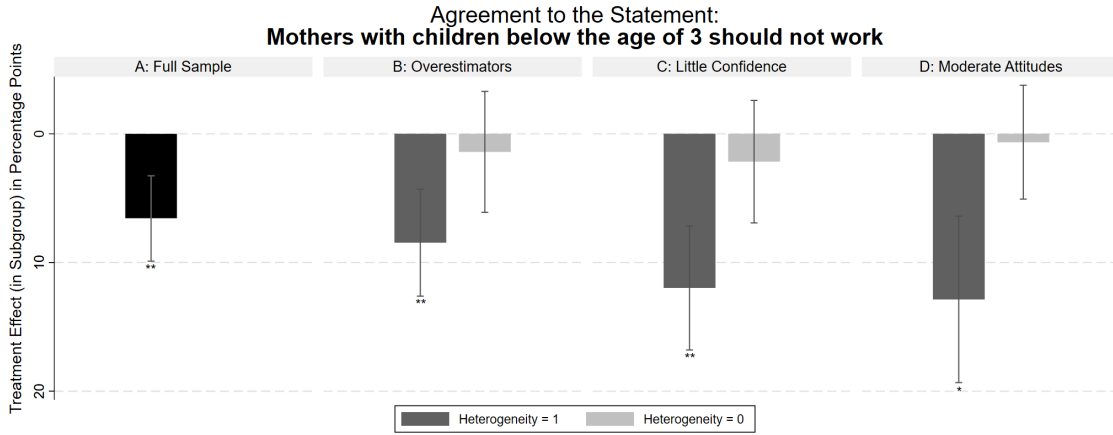 Agreement to the Statement:
Mothers with children below the age of 3 should not work
A: Full Sample
B: Overestimators
C: Little Confidence
D: Moderate Attitudes
Treatment Effect (in Subgroup) in Percentage Points
0
10
20
**
**
**
*
Heterogeneity = 1
Heterogeneity = 0